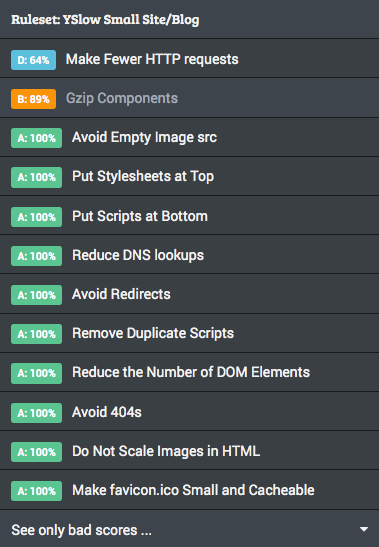 Ruleset: YSlow Small Site/Blog
D: 64% Make Fewer HTTP requests
B: 89% Gzip Components
A: 100% Avoid Empty Image src
A: 100% Put Stylesheets at Top
A: 100% Put Scripts at Bottom
A: 100% Reduce DNS lookups
A: 100% Avoid Redirects
A: 100% Remove Duplicate Scripts
A: 100% Reduce the Number of DOM Elements
A: 100% Avoid 404s
A: 100% Do Not Scale Images in HTML
A: 100% Make favicon.ico Small and Cacheable
See only bad scores ...